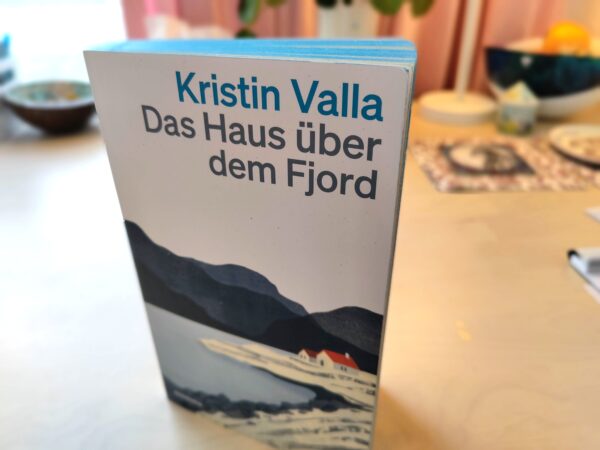 Kristin Valla
Das Haus über
dem Fjord